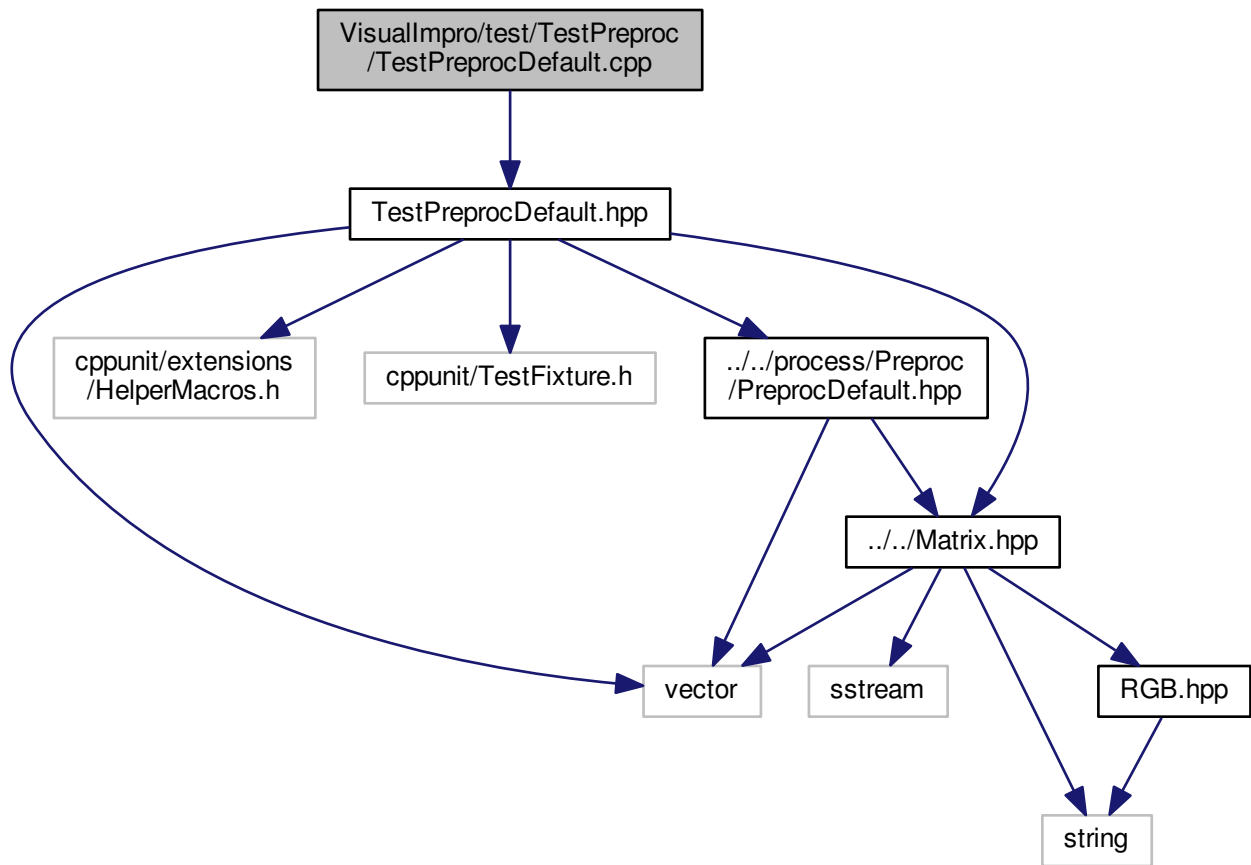 VisualImpro/test/TestPreproc
/TestPreprocDefault.cpp
TestPreprocDefault.hpp
cppunit/extensions
/HelperMacros.h
cppunit/TestFixture.h
../../process/Preproc
/PreprocDefault.hpp
../../Matrix.hpp
vector
sstream
RGB.hpp
string